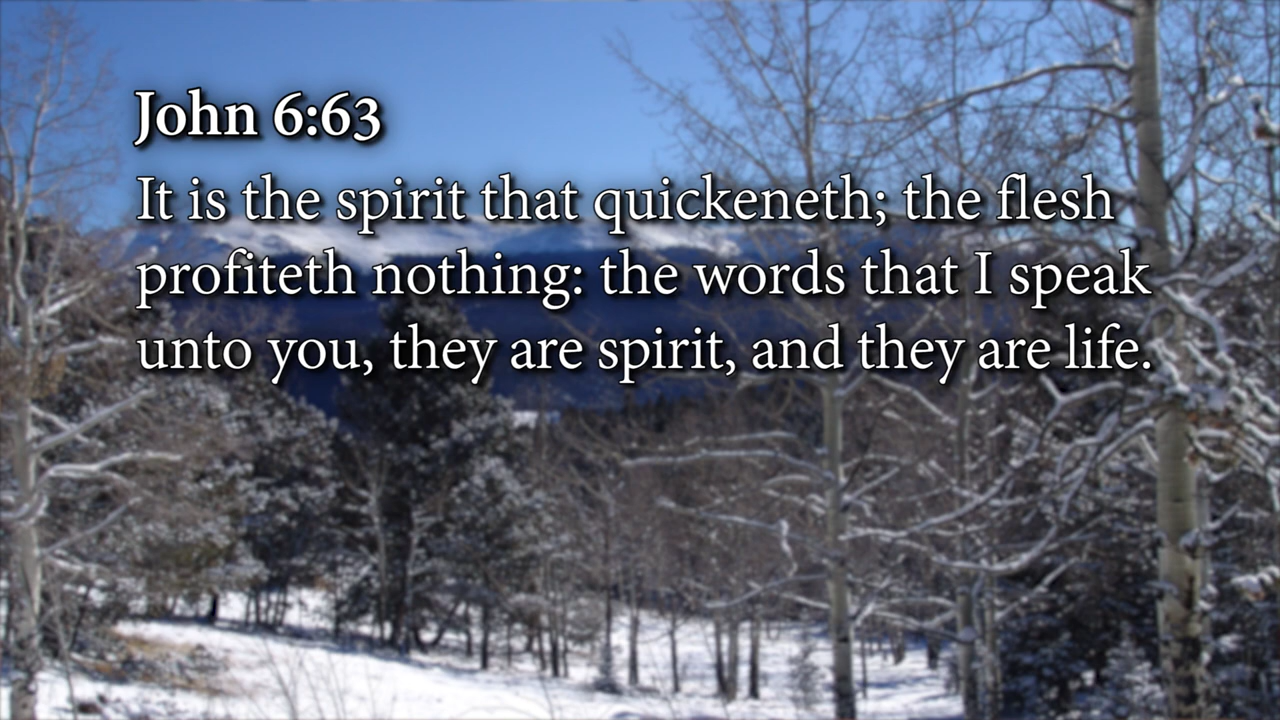 John 6:63
It is the spirit that quickeneth; the flesh
profiteth nothing: the words that I speak
unto you, they are spirit, and they are life.